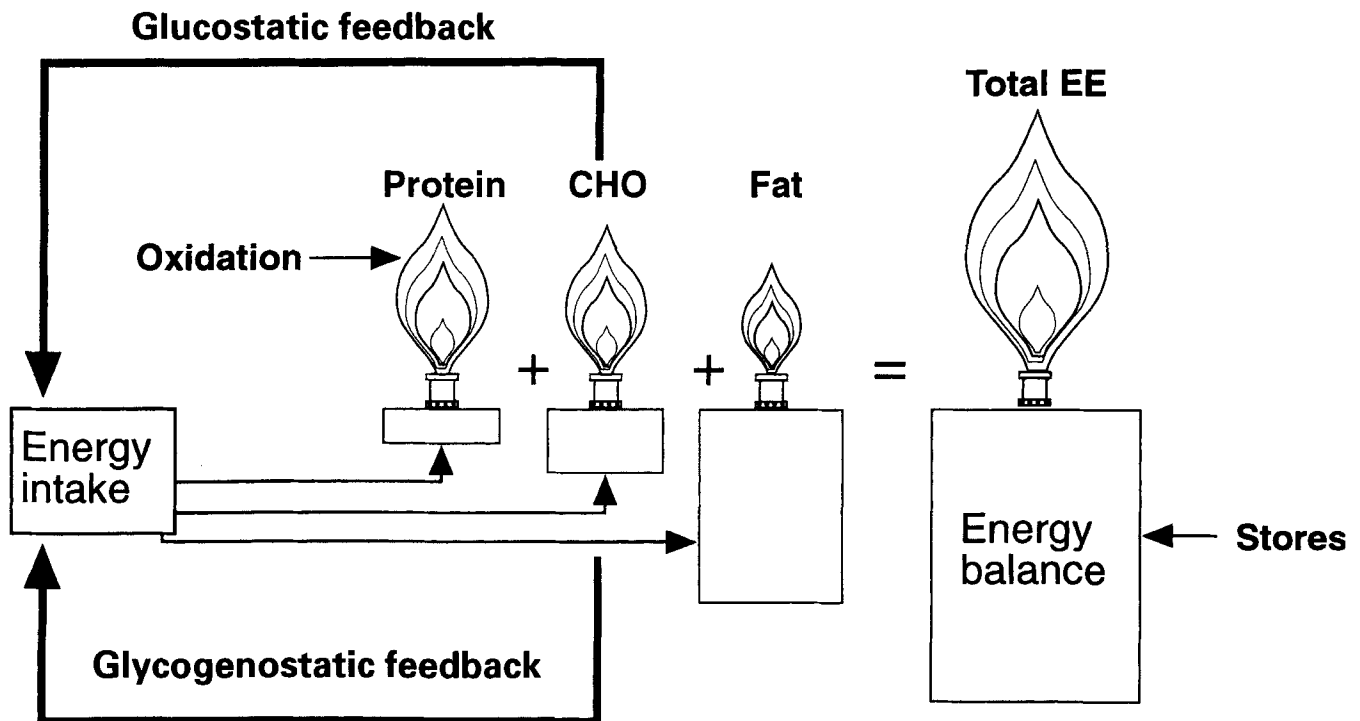 Glucostatic feedback
Total EE
Protein
CHO
Fat
Oxidation
+
+
=
Energy
intake
Energy
balance
Stores
Glycogenostatic feedback